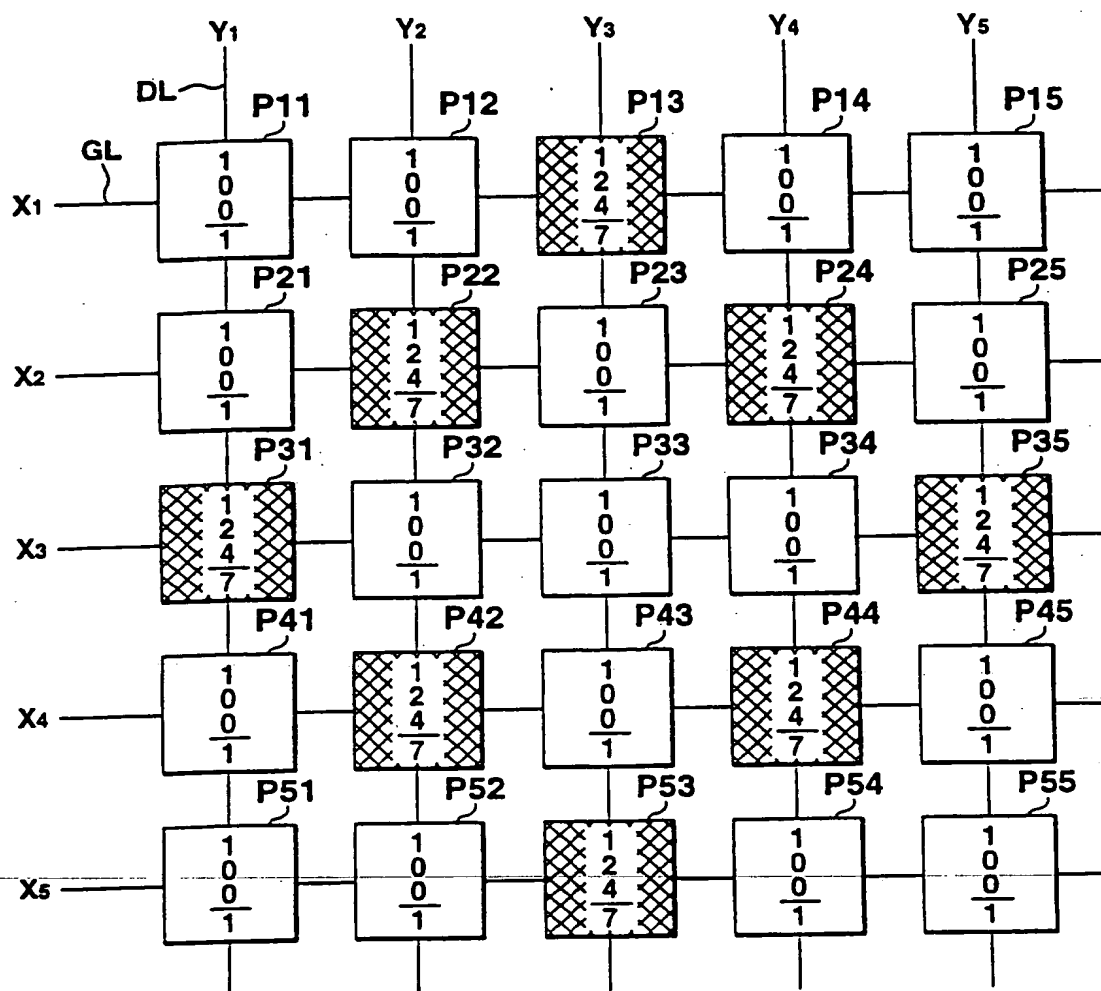 Y1 Y2 Y3 Y4 Y5
DL
P11 P12 P13 P14 P15
GL
X1
1 1 1 1 1
0 0 2 0 0
0 0 4 0 0
1 1 7 1 1
P21 P22 P23 P24 P25
X2
1 1 1 1 1
0 2 0 2 0
0 4 0 4 0
1 7 1 7 1
P31 P32 P33 P34 P35
X3
1 1 1 1 1
2 0 0 0 2
4 0 0 0 4
7 1 1 1 7
P41 P42 P43 P44 P45
X4
1 1 1 1 1
0 2 0 2 0
0 4 0 4 0
1 7 1 7 1
P51 P52 P53 P54 P55
X5
1 1 1 1 1
0 0 2 0 0
0 0 4 0 0
1 1 7 1 1